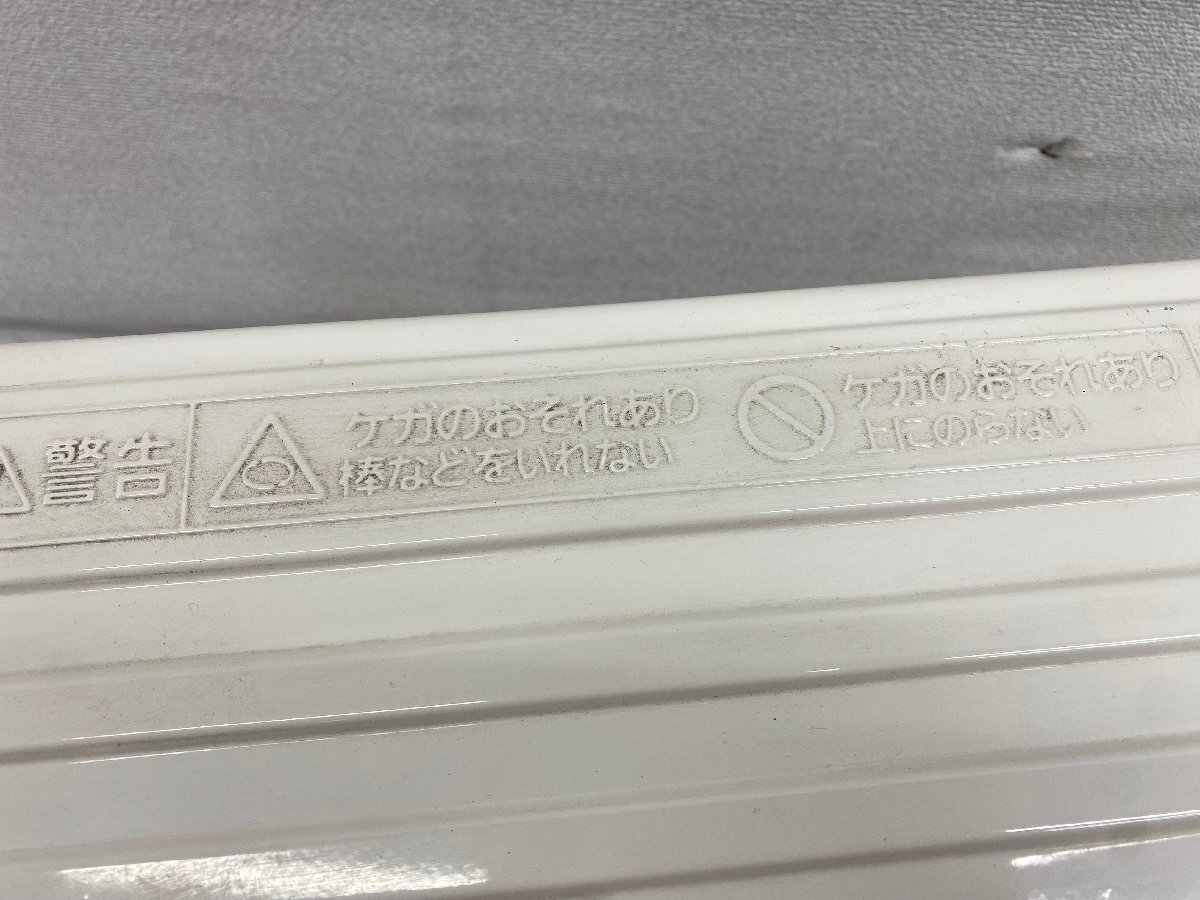 警告
ケガのおそれあり
棒などをいれない
ケガのおそれあり
上にのらない